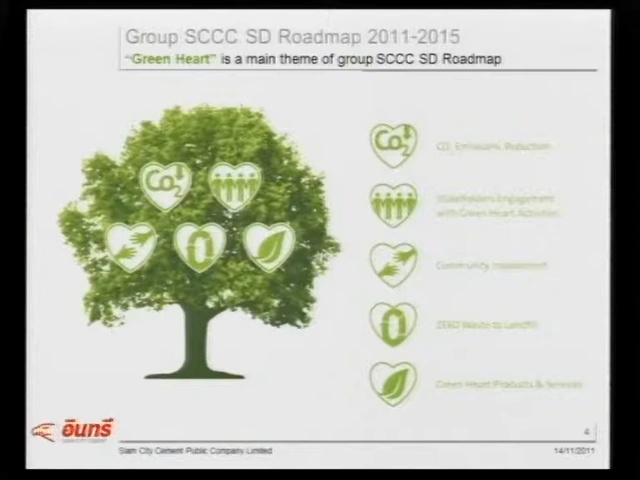 Group SCCC SD Roadmap 2011-2015
"Green Heart" is a main theme of group SCCC SD Roadmap
CO2
CO2
CO₂ Emissions Reduction
Stakeholders Engagement
with Green Heart Activities
Community Involvement
ZERO Waste to Landfill
Green Heart Products & Services
อินทรี
4
Siam City Cement Public Company Limited
14/11/2011